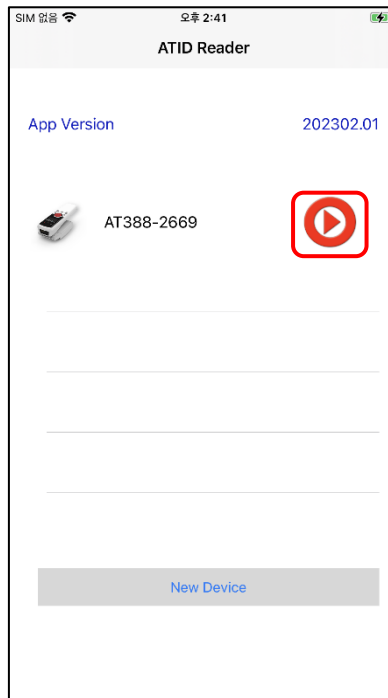 SIM 없음 오후 2:41
ATID Reader
App Version 202302.01
AT388-2669
New Device